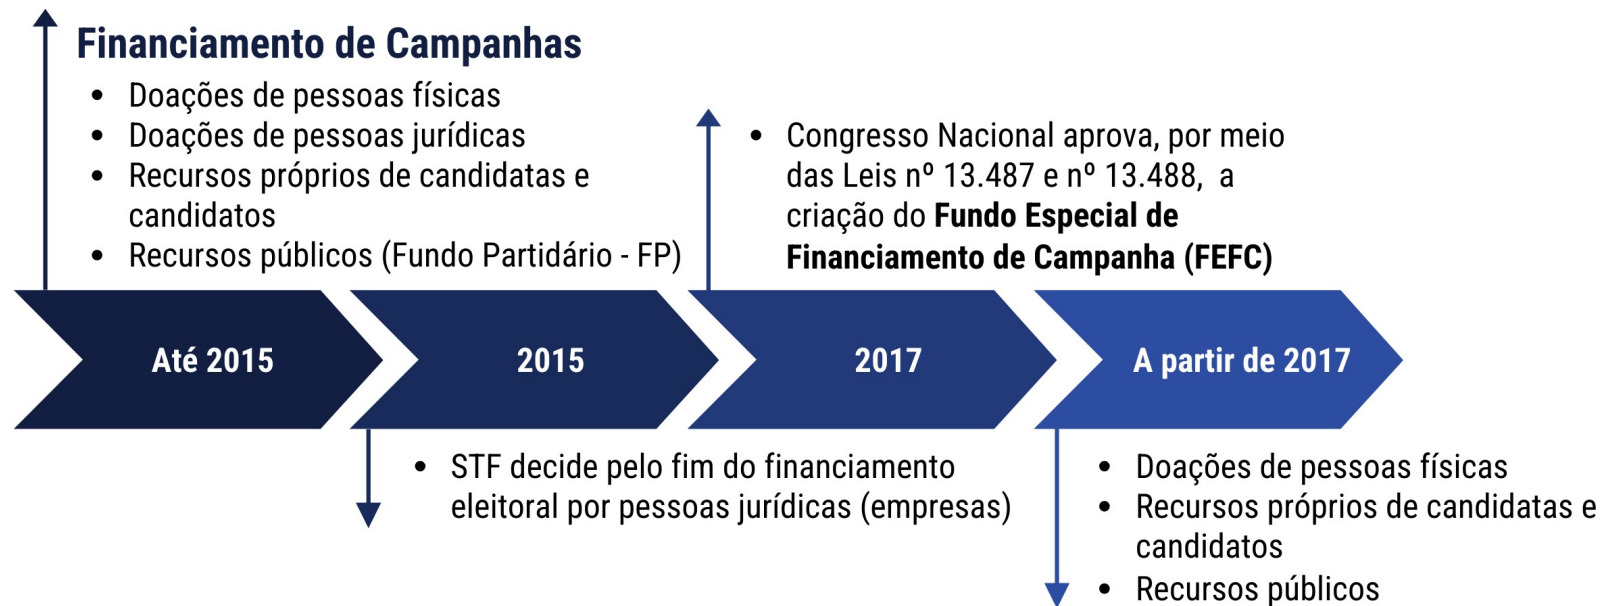 Financiamento de Campanhas
• Doações de pessoas físicas
• Doações de pessoas jurídicas
• Recursos próprios de candidatas e
candidatos
• Recursos públicos (Fundo Partidário - FP)
• Congresso Nacional aprova, por meio
das Leis nº 13.487 e nº 13.488, a
criação do Fundo Especial de
Financiamento de Campanha (FEFC)
Até 2015
2015
2017
A partir de 2017
• STF decide pelo fim do financiamento
eleitoral por pessoas jurídicas (empresas)
• Doações de pessoas físicas
• Recursos próprios de candidatas e
candidatos
• Recursos públicos